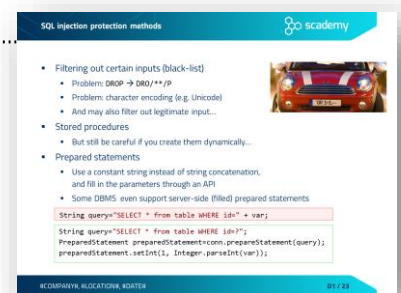 SQL injection protection methods
scademy
...
Filtering out certain inputs (black-list)
Problem: DROP → DRO/**/P
Problem: character encoding (e.g. Unicode)
And may also filter out legitimate input...
Stored procedures
But still be careful if you create them dynamically...
Prepared statements
Use a constant string instead of string concatenation,
and fill in the parameters through an API
Some DBMS even support server-side (filled) prepared statements
String query="SELECT * from table WHERE id=" + var;
String query="SELECT * from table WHERE id=?";
PreparedStatement preparedStatement=conn.prepareStatement(query);
preparedStatement.setInt(1, Integer.parseInt(var));
#COMPANY#, #LOCATION#, #DATE#
D1 / 23